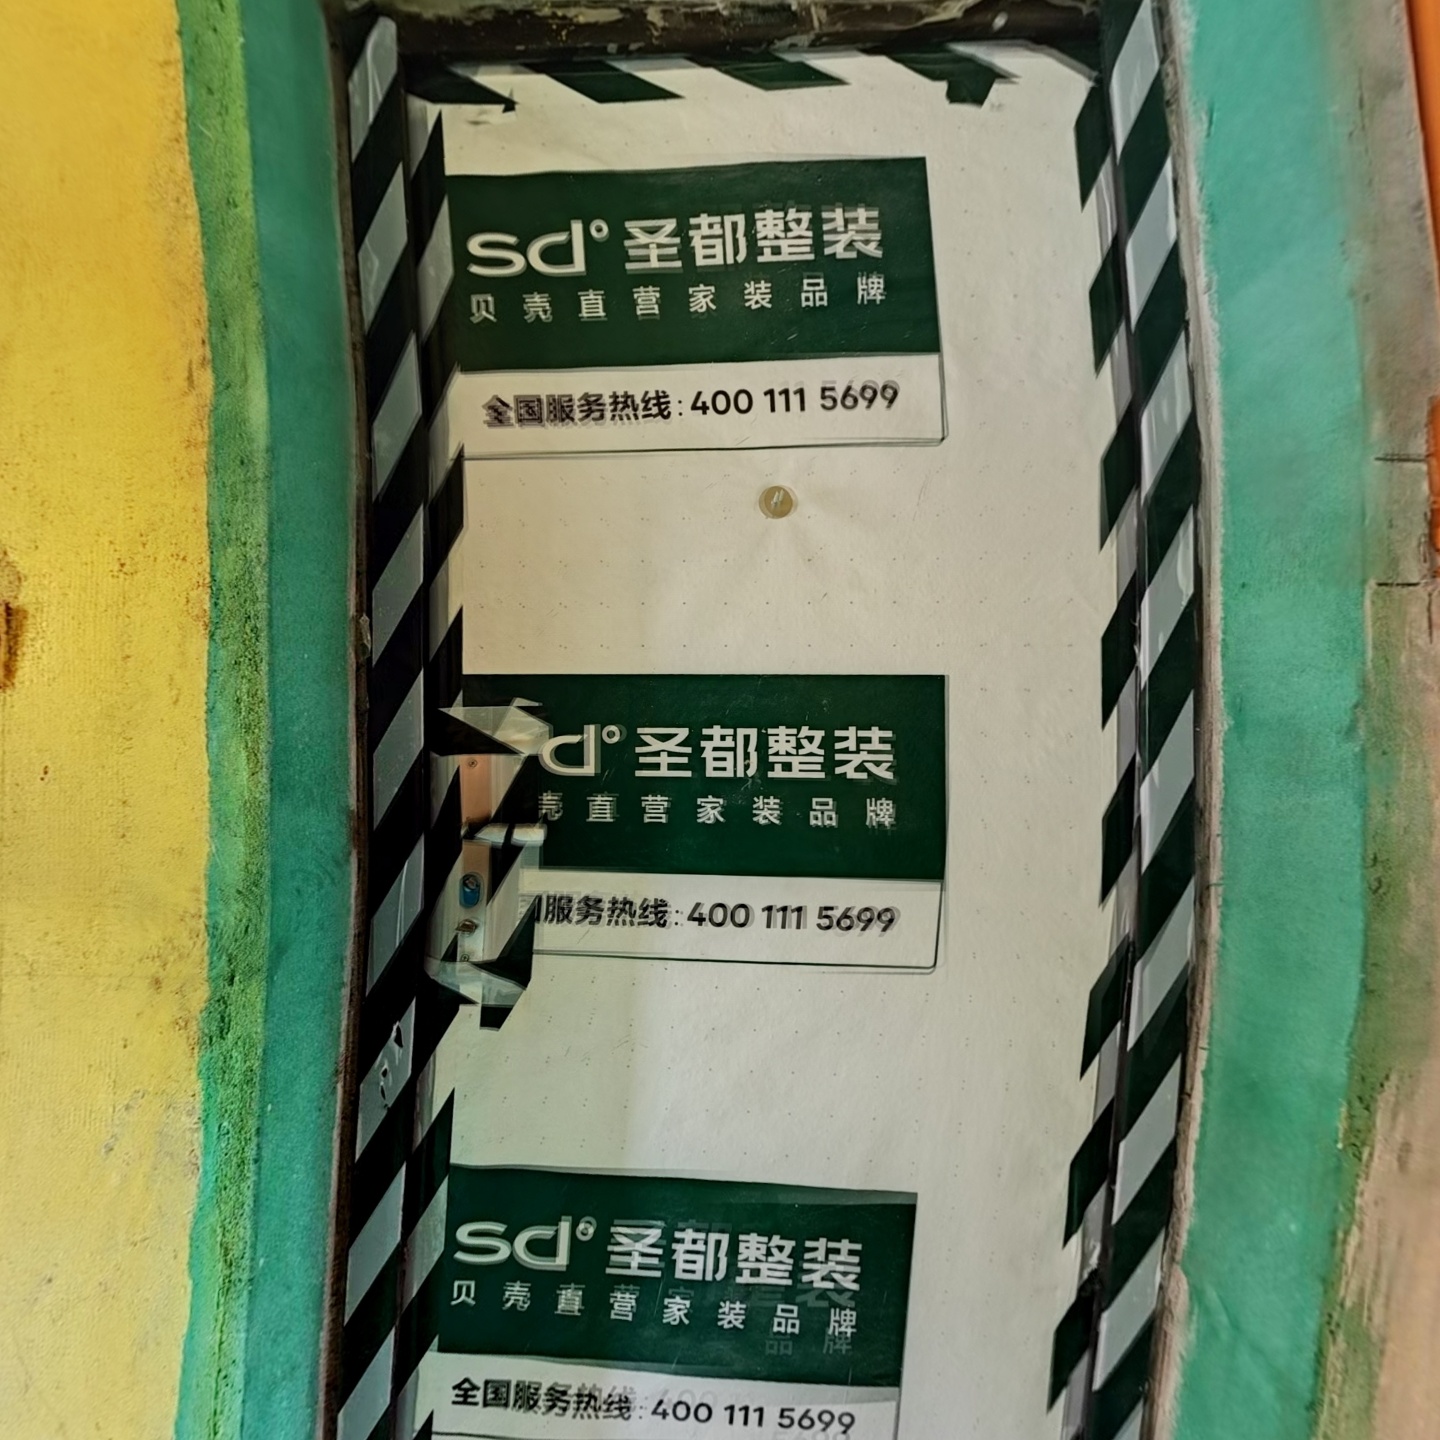 sd° 圣都整装
贝壳直营家装品牌
全国服务热线:400 111 5699
d° 圣都整装
壳直营家装品牌
服务热线:400 111 5699
sd° 圣都整装
贝壳直营家装品牌
全国服务热线:400 111 5699